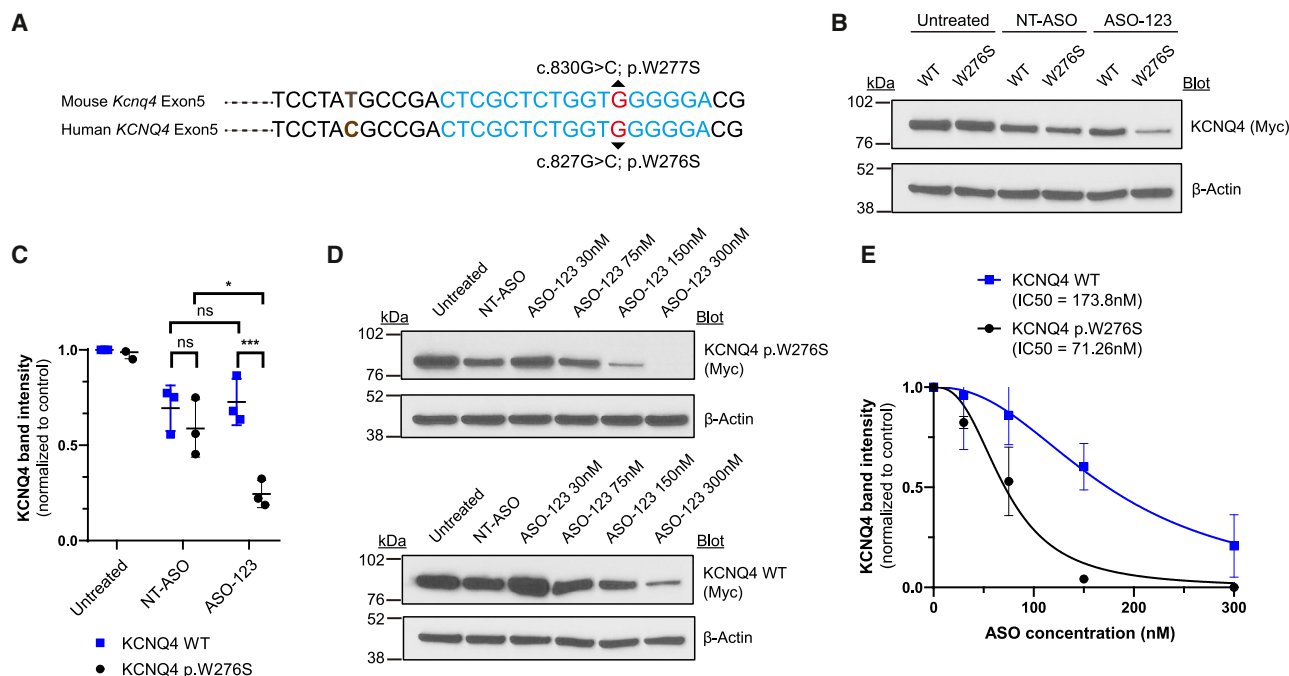 A
c.830G>C; p.W277S
Mouse Kcnq4 Exon5 TCCTATGCCGACTCGCTCTGGTGGGGGGACG
Human KCNQ4 Exon5 TCCTACGCCGACTCGCTCTGGTGGGGGGACG
c.827G>C; p.W276S
B
Untreated NT-ASO ASO-123
WT W276S WT W276S WT W276S
kDa Blot
102
76
KCNQ4 (Myc)
52
38
β-Actin
C
KCNQ4 band intensity
(normalized to control)
1.0
0.5
0.0
*
ns
ns
***
Untreated NT-ASO ASO-123
KCNQ4 WT
KCNQ4 p.W276S
D
Untreated NT-ASO ASO-123 30nM ASO-123 75nM ASO-123 150nM ASO-123 300nM
kDa Blot
102
76
KCNQ4 p.W276S
(Myc)
52
38
β-Actin
Untreated NT-ASO ASO-123 30nM ASO-123 75nM ASO-123 150nM ASO-123 300nM
kDa Blot
102
76
KCNQ4 WT
(Myc)
52
38
β-Actin
E
KCNQ4 WT
(IC50 = 173.8nM)
KCNQ4 p.W276S
(IC50 = 71.26nM)
KCNQ4 band intensity
(normalized to control)
1.0
0.5
0.0
0 100 200 300
ASO concentration (nM)